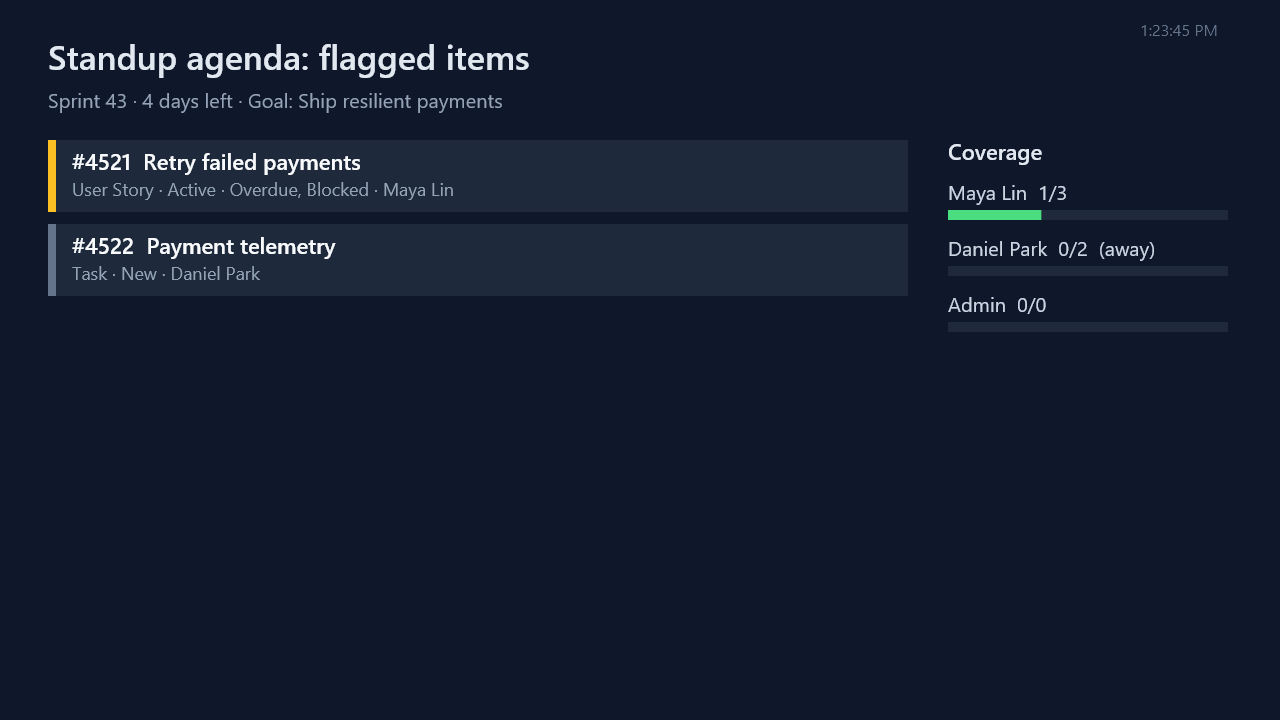 1:23:45 PM
Standup agenda: flagged items
Sprint 43 · 4 days left · Goal: Ship resilient payments
#4521 Retry failed payments
User Story · Active · Overdue, Blocked · Maya Lin
#4522 Payment telemetry
Task · New · Daniel Park
Coverage
Maya Lin 1/3
Daniel Park 0/2 (away)
Admin 0/0